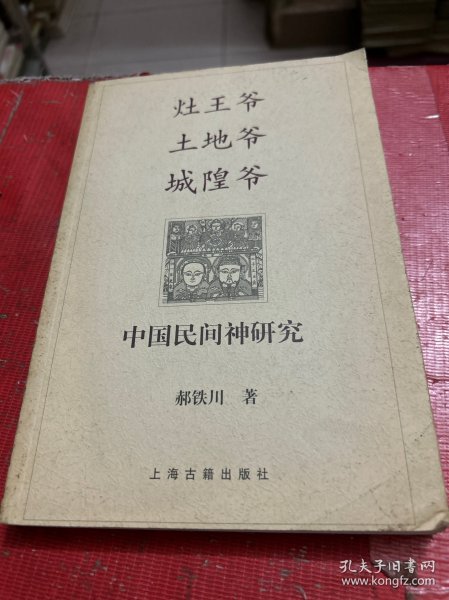 灶王爷
土地爷
城隍爷
中国民间神研究
郝铁川 著
上海古籍出版社
孔夫子旧书网
www.kongfz.com